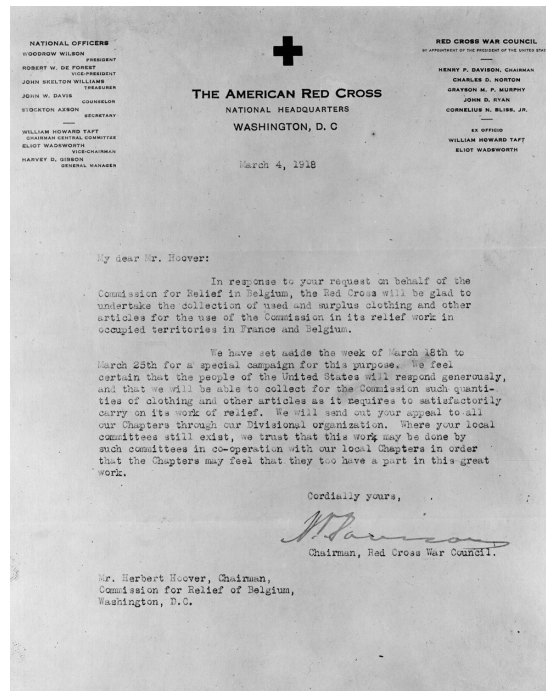 NATIONAL OFFICERS
WOODROW WILSON
PRESIDENT
ROBERT W. DE FOREST
VICE-PRESIDENT
JOHN SKELTON WILLIAMS
TREASURER
JOHN W. DAVIS
COUNSELOR
STOCKTON AXSON
SECRETARY
WILLIAM HOWARD TAFT
CHAIRMAN CENTRAL COMMITTEE
ELIOT WADSWORTH
VICE-CHAIRMAN
HARVEY D. GIBSON
GENERAL MANAGER
THE AMERICAN RED CROSS
NATIONAL HEADQUARTERS
WASHINGTON, D. C
RED CROSS WAR COUNCIL
BY APPOINTMENT OF THE PRESIDENT OF THE UNITED STATE
HENRY P. DAVISON, CHAIRMAN
CHARLES D. NORTON
GRAYSON M. P. MURPHY
JOHN D. RYAN
CORNELIUS N. BLISS, JR.
EX OFFICIO
WILLIAM HOWARD TAFT
ELIOT WADSWORTH
March 4, 1918
My dear Mr. Hoover:
In response to your request on behalf of the
Commission for Relief in Belgium, the Red Cross will be glad to
undertake the collection of used and surplus clothing and other
articles for the use of the Commission in its relief work in
occupied territories in France and Belgium.
We have set aside the week of March 18th to
March 25th for a special campaign for this purpose. We feel
certain that the people of the United States will respond generously,
and that we will be able to collect for the Commission such quanti-
ties of clothing and other articles as it requires to satisfactorily
carry on its work of relief. We will send out your appeal to all
our Chapters through our Divisional organization. Where your local
committees still exist, we trust that this work may be done by
such committees in co-operation with our local Chapters in order
that the Chapters may feel that they too have a part in this great
work.
Cordially yours,
Chairman, Red Cross War Council.
Mr. Herbert Hoover, Chairman,
Commission for Relief of Belgium,
Washington, D.C.